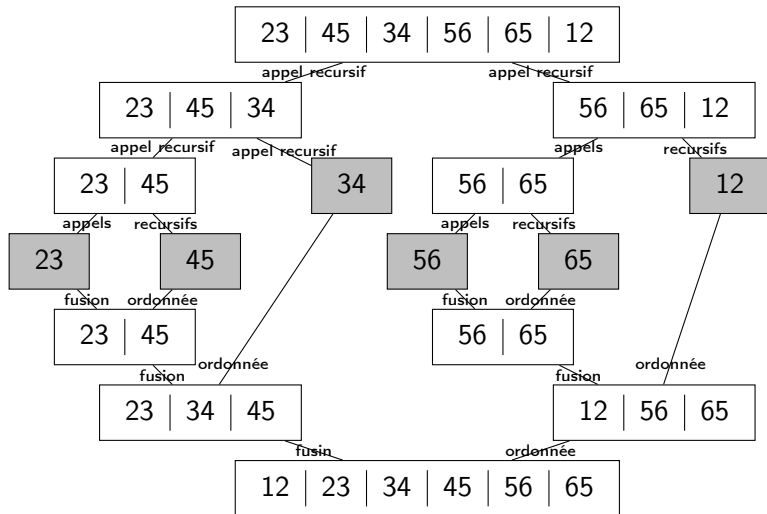 23 45 34 56 65 12
appel recursif appel recursif
23 45 34 56 65 12
appel recursif appel recursif appels recursifs
23 45 34 56 65 12
appels recursifs appels recursifs
23 45 56 65
fusion ordonnée fusion ordonnée
23 45 56 65
fusion ordonnée fusion ordonnée
23 34 45 12 56 65
fusin ordonnée
12 23 34 45 56 65